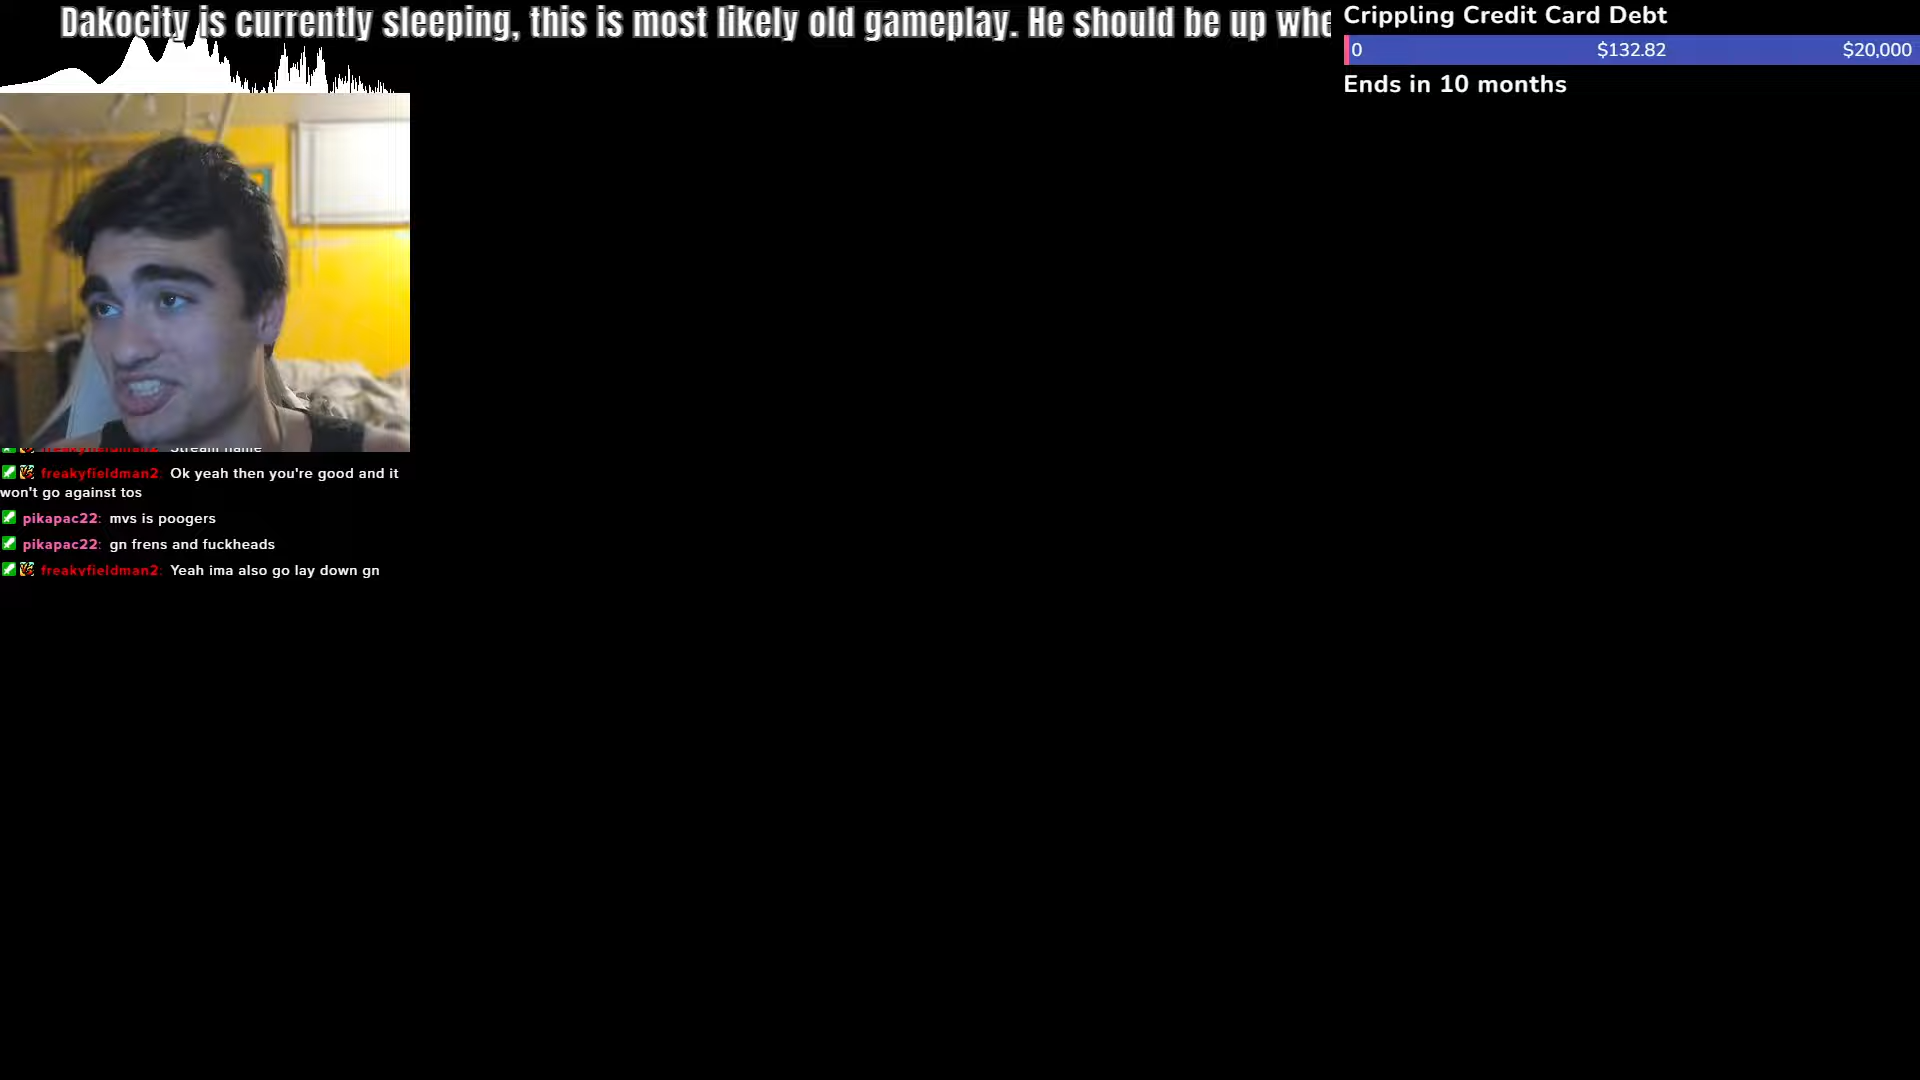 Dakocity is currently sleeping, this is most likely old gameplay. He should be up whe
Crippling Credit Card Debt
0 $132.82 $20,000
Ends in 10 months
freakyfieldman2: Stream name
freakyfieldman2: Ok yeah then you're good and it
won't go against tos
pikapac22: mvs is poogers
pikapac22: gn frens and fuckheads
freakyfieldman2: Yeah ima also go lay down gn